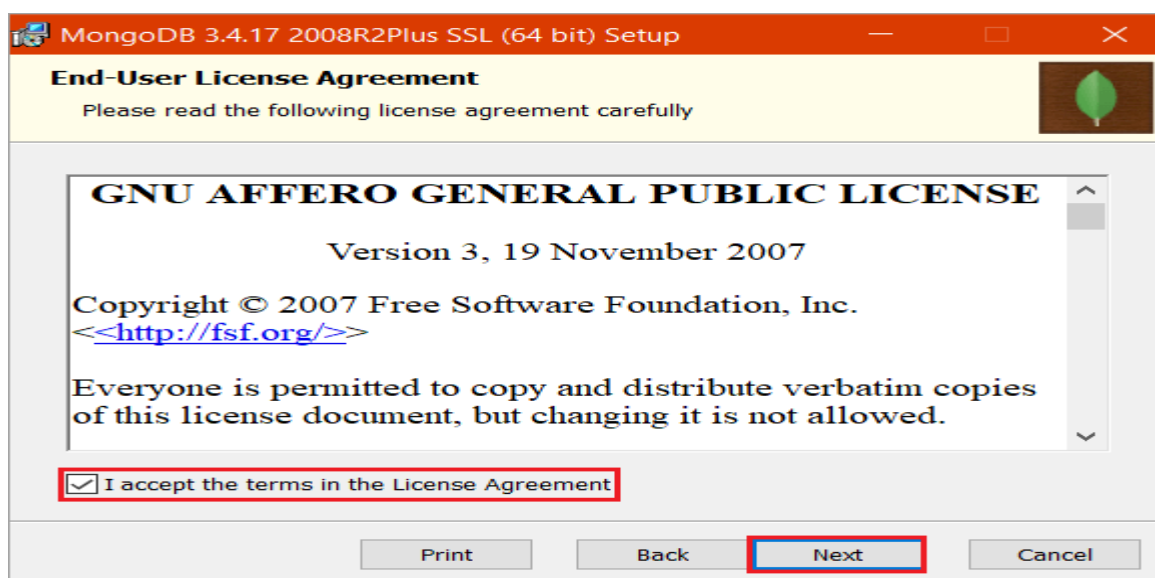 MongoDB 3.4.17 2008R2Plus SSL (64 bit) Setup
End-User License Agreement
Please read the following license agreement carefully
GNU AFFERO GENERAL PUBLIC LICENSE
Version 3, 19 November 2007
Copyright © 2007 Free Software Foundation, Inc.
<<http://fsf.org/>>
Everyone is permitted to copy and distribute verbatim copies
of this license document, but changing it is not allowed.
I accept the terms in the License Agreement
Print Back Next Cancel